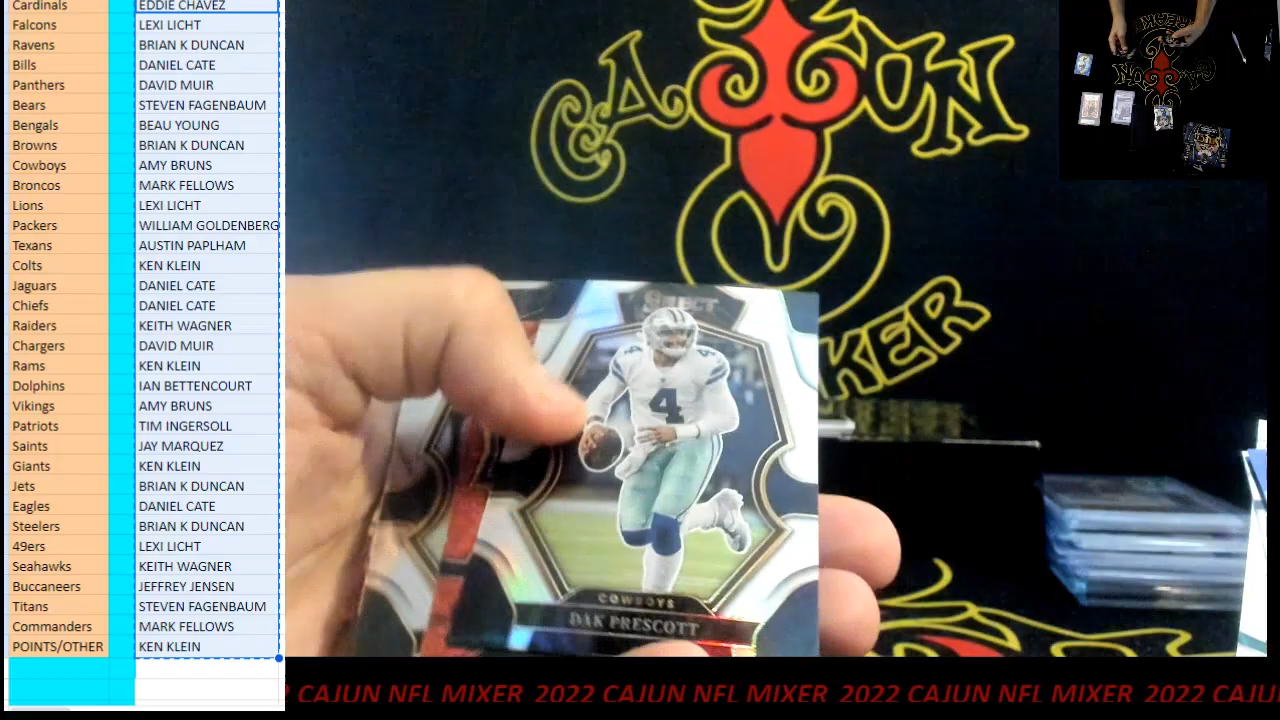 Cardinals EDDIE CHAVEZ
Falcons LEXI LICHT
Ravens BRIAN K DUNCAN
Bills DANIEL CATE
Panthers DAVID MUIR
Bears STEVEN FAGENBAUM
Bengals BEAU YOUNG
Browns BRIAN K DUNCAN
Cowboys AMY BRUNS
Broncos MARK FELLOWS
Lions LEXI LICHT
Packers WILLIAM GOLDENBERG
Texans AUSTIN PAPLHAM
Colts KEN KLEIN
Jaguars DANIEL CATE
Chiefs DANIEL CATE
Raiders KEITH WAGNER
Chargers DAVID MUIR
Rams KEN KLEIN
Dolphins IAN BETTENCOURT
Vikings AMY BRUNS
Patriots TIM INGERSOLL
Saints JAY MARQUEZ
Giants KEN KLEIN
Jets BRIAN K DUNCAN
Eagles DANIEL CATE
Steelers BRIAN K DUNCAN
49ers LEXI LICHT
Seahawks KEITH WAGNER
Buccaneers JEFFREY JENSEN
Titans STEVEN FAGENBAUM
Commanders MARK FELLOWS
POINTS/OTHER KEN KLEIN
CAJUN
KER
SELECT
4
4
4
COWBOYS
DAK PRESCOTT
CAJUN NFL MIXER 2022 CAJUN NFL MIXER 2022 CAJUN NFL MIXER 2022 CAJU